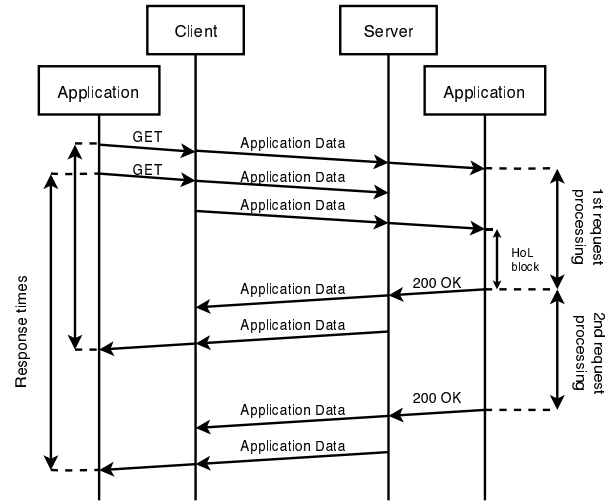 Client
Server
Application
Application
GET
Application Data
GET
Application Data
Application Data
1st request
processing
HoL
block
200 OK
Application Data
Application Data
Response times
2nd request
processing
200 OK
Application Data
Application Data